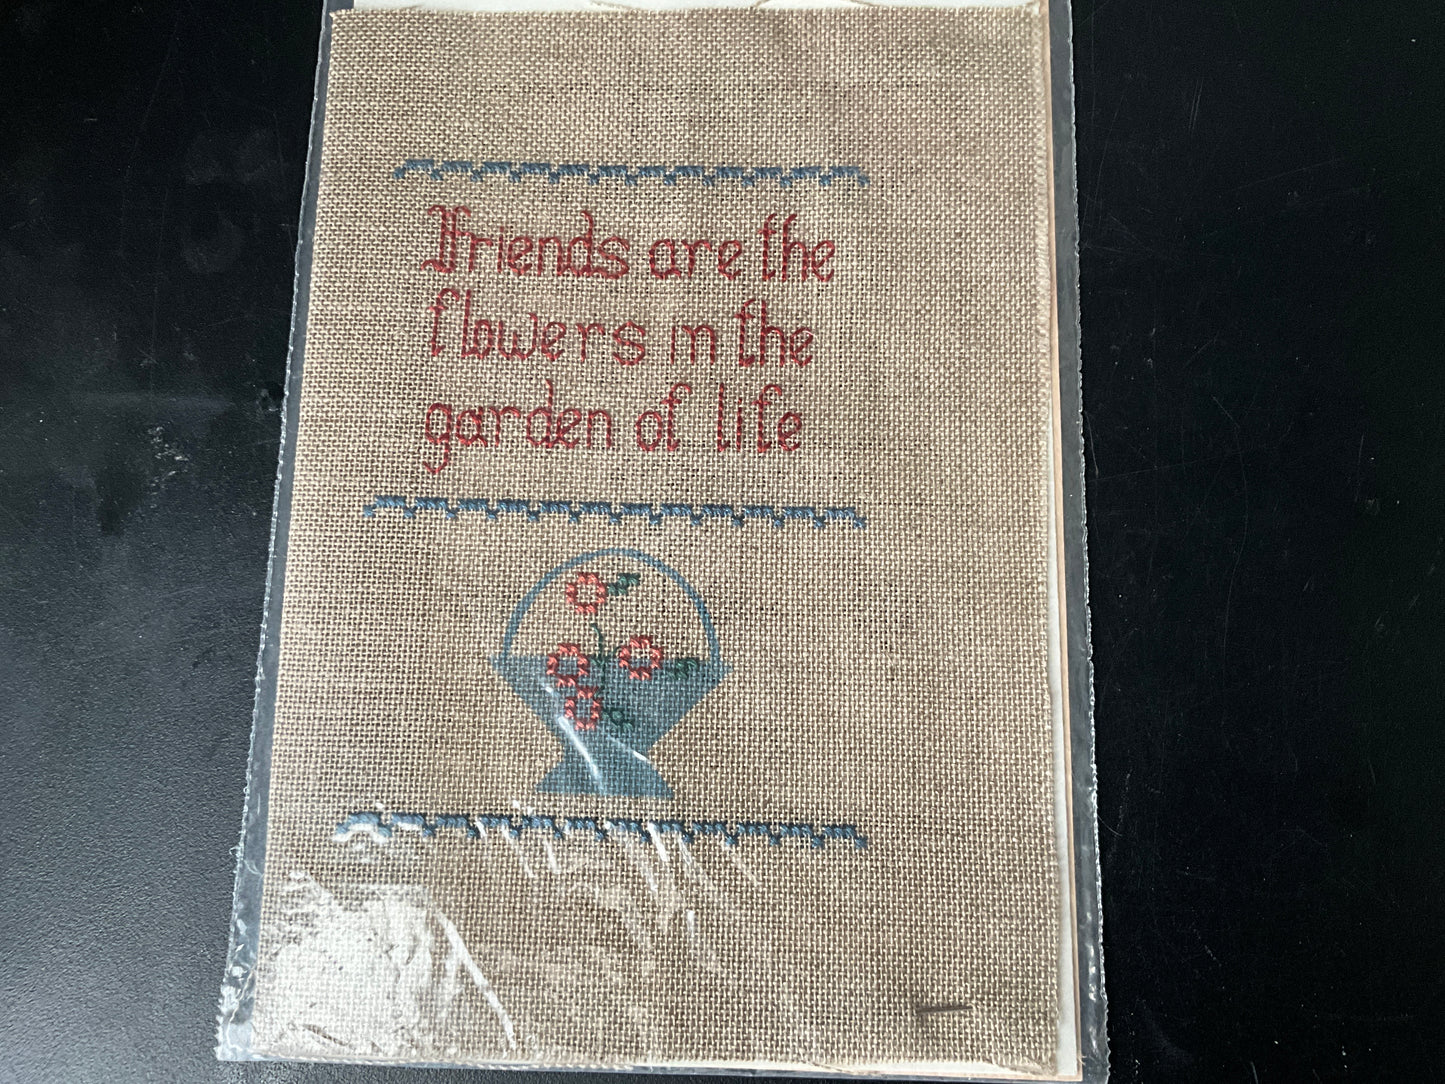 Friends are the
flowers in the
garden of life